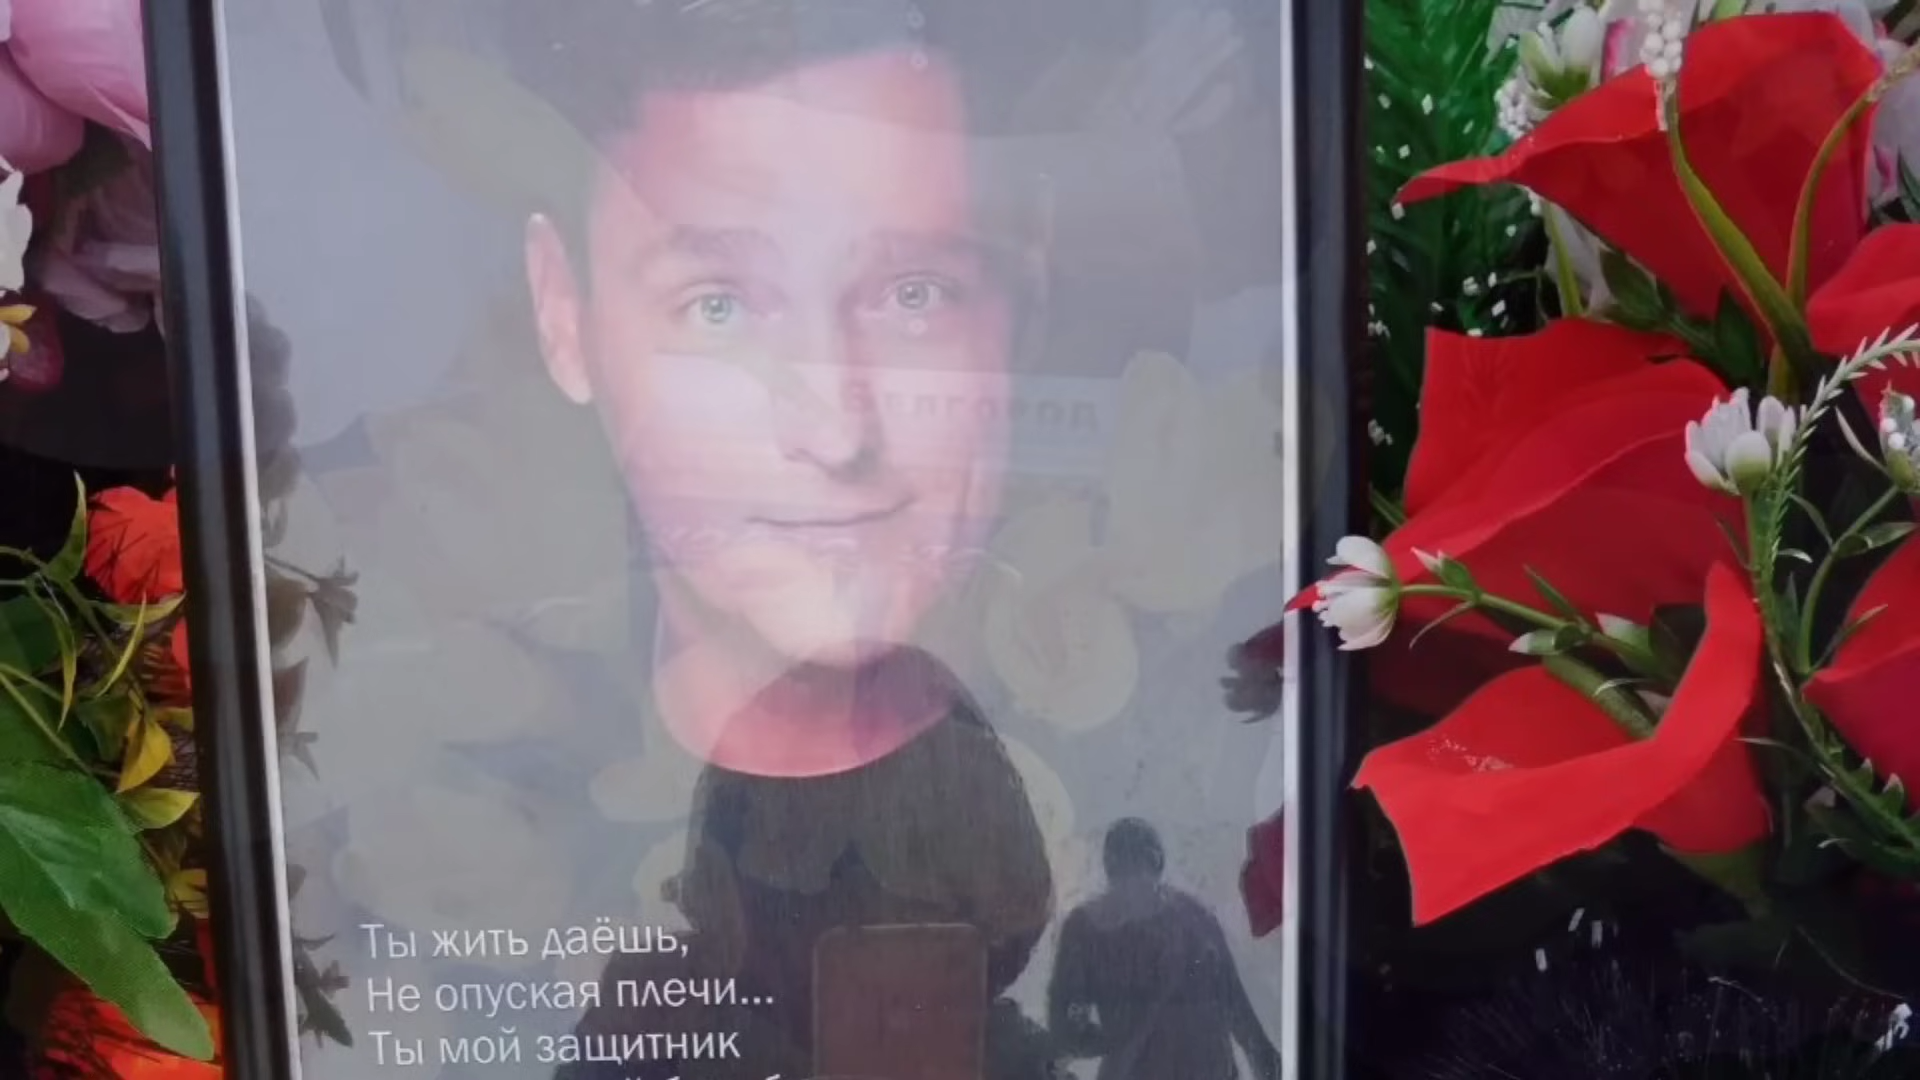 Ты жить даёшь,
Не опуская плечи...
Ты мой защитник